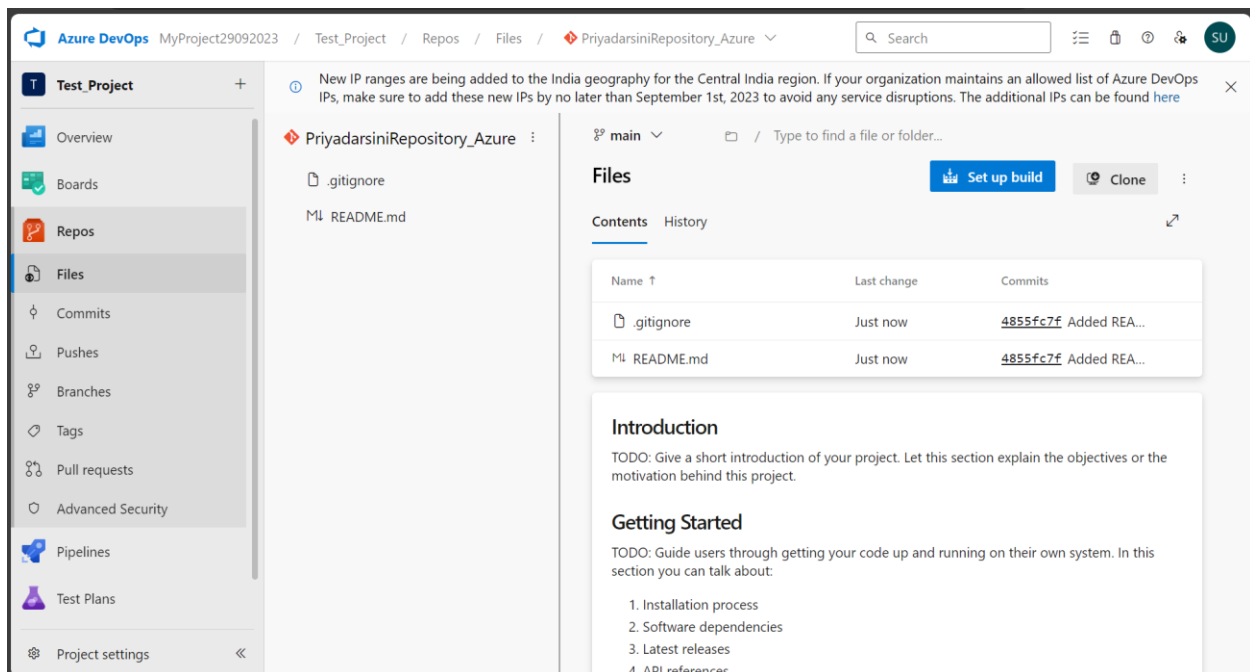 Azure DevOps MyProject29092023 / Test_Project / Repos / Files / PriyadarsiniRepository_Azure
Search
SU
T Test_Project +
New IP ranges are being added to the India geography for the Central India region. If your organization maintains an allowed list of Azure DevOps
IPs, make sure to add these new IPs by no later than September 1st, 2023 to avoid any service disruptions. The additional IPs can be found here
Overview
Boards
Repos
Files
Commits
Pushes
Branches
Tags
Pull requests
Advanced Security
Pipelines
Test Plans
Project settings
PriyadarsiniRepository_Azure
.gitignore
README.md
main / Type to find a file or folder...
Files
Set up build
Clone
Contents History
Name ↑ Last change Commits
.gitignore Just now 4855fc7f Added REA...
README.md Just now 4855fc7f Added REA...
Introduction
TODO: Give a short introduction of your project. Let this section explain the objectives or the
motivation behind this project.
Getting Started
TODO: Guide users through getting your code up and running on their own system. In this
section you can talk about:
1. Installation process
2. Software dependencies
3. Latest releases
4. API references